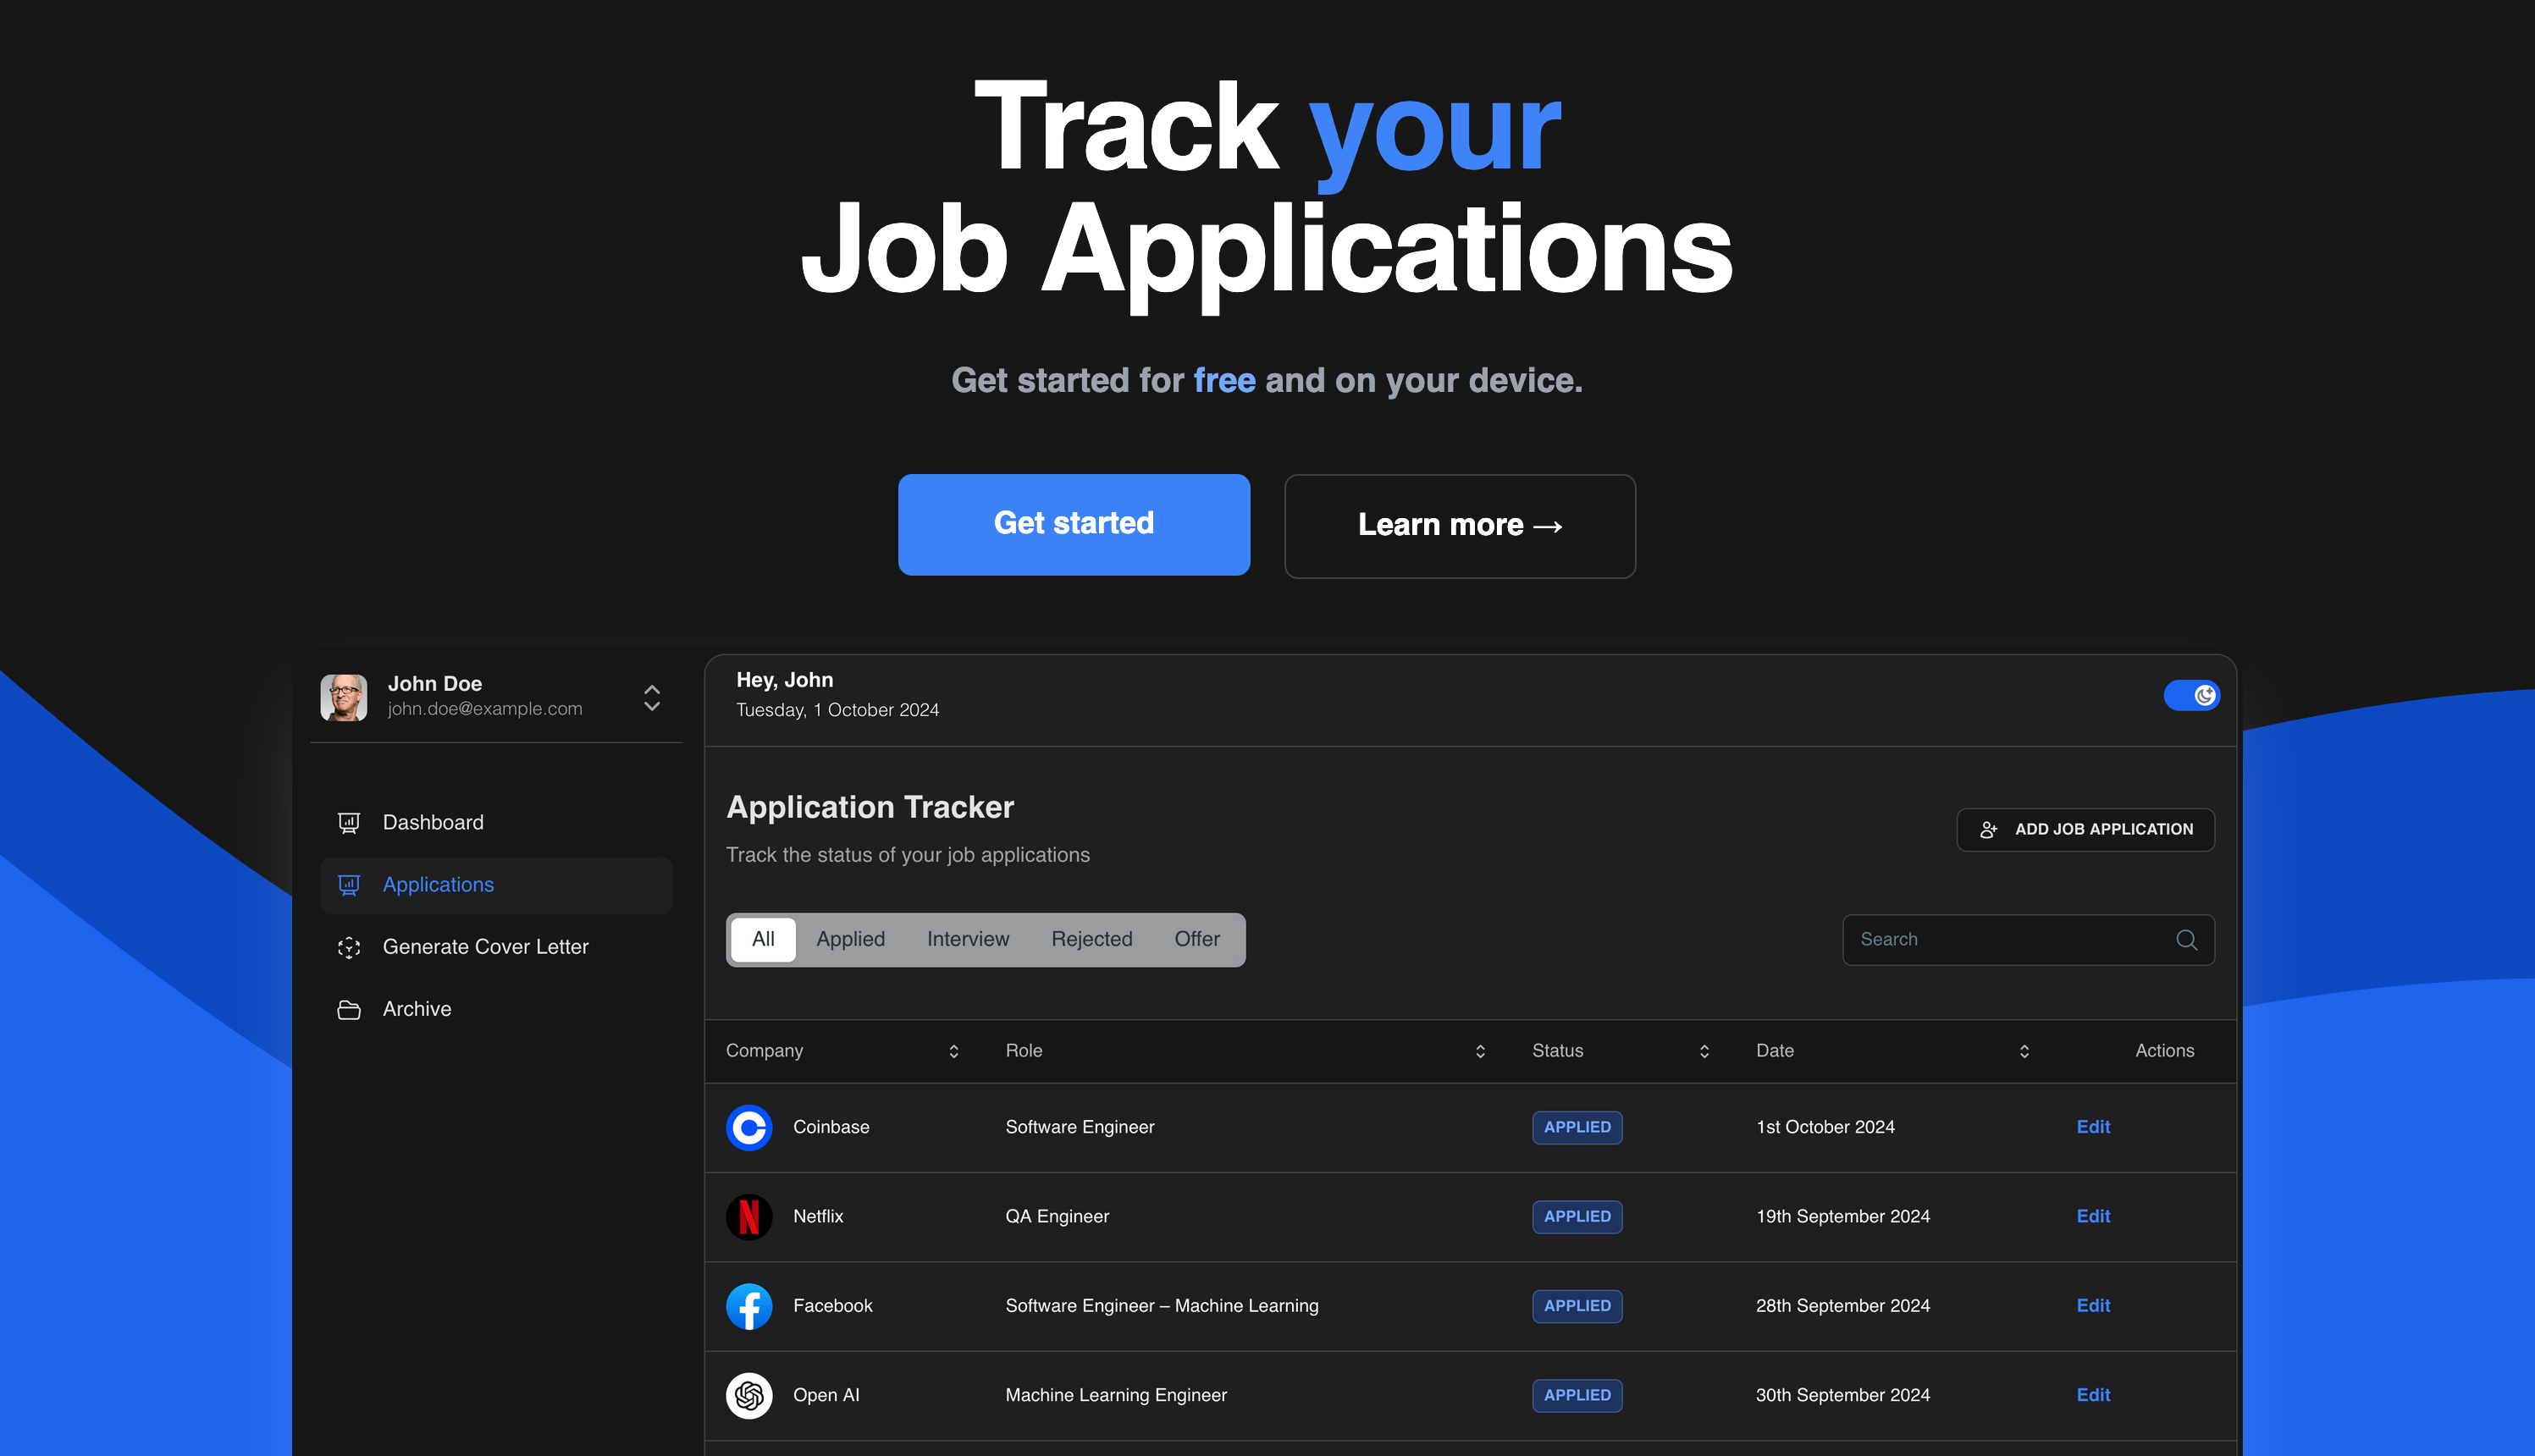 Track your
Job Applications
Get started for free and on your device.
Get started
Learn more →
John Doe
john.doe@example.com
Dashboard
Applications
Generate Cover Letter
Archive
Hey, John
Tuesday, 1 October 2024
Application Tracker
Track the status of your job applications
ADD JOB APPLICATION
All Applied Interview Rejected Offer
Search
Company Role Status Date Actions
Coinbase Software Engineer APPLIED 1st October 2024 Edit
Netflix QA Engineer APPLIED 19th September 2024 Edit
Facebook Software Engineer – Machine Learning APPLIED 28th September 2024 Edit
Open AI Machine Learning Engineer APPLIED 30th September 2024 Edit